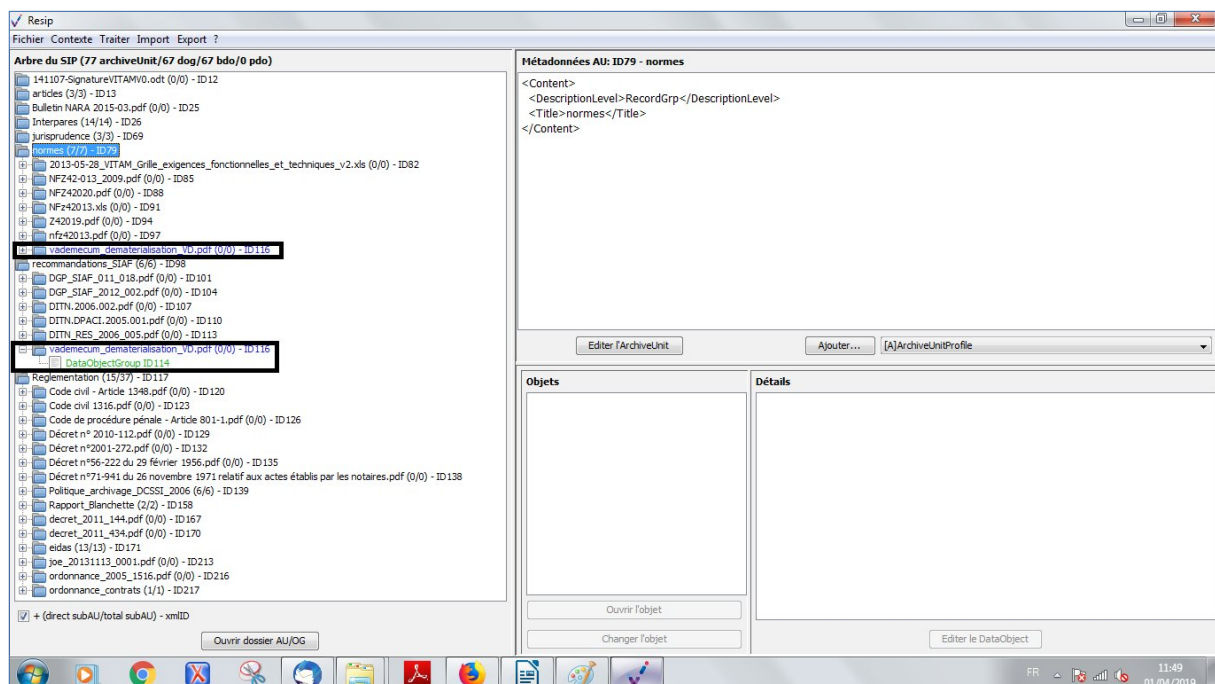 Resip
Fichier Contexte Traiter Import Export ?
Arbre du SIP (77 archiveUnit/67 dog/67 bdo/0 pdo)
141107-SignatureVITAMV0.odt (0/0) - ID12
articles (3/3) - ID13
Bulletin NARA 2015-03.pdf (0/0) - ID25
Interpares (14/14) - ID26
jurisprudence (3/3) - ID69
normes (7/7) - ID79
2013-05-28_VITAM_Grille_exigences_fonctionnelles_et_techniques_v2.xls (0/0) - ID82
NFZ42-013_2009.pdf (0/0) - ID85
NFZ42020.pdf (0/0) - ID88
NFz42013.xls (0/0) - ID91
Z42019.pdf (0/0) - ID94
nfz42013.pdf (0/0) - ID97
vademecum_dematerialisation_VD.pdf (0/0) - ID116
recommandations_SIAF (6/6) - ID98
DGP_SIAF_011_018.pdf (0/0) - ID101
DGP_SIAF_2012_002.pdf (0/0) - ID104
DITN.2006.002.pdf (0/0) - ID107
DITN.DPACI.2005.001.pdf (0/0) - ID110
DITN_RES_2006_005.pdf (0/0) - ID113
vademecum_dematerialisation_VD.pdf (0/0) - ID116
DataObjectGroup ID114
Reglementation (15/37) - ID117
Code civil - Article 1348.pdf (0/0) - ID120
Code civil 1316.pdf (0/0) - ID123
Code de procédure pénale - Article 801-1.pdf (0/0) - ID126
Décret n° 2010-112.pdf (0/0) - ID129
Décret n°2001-272.pdf (0/0) - ID132
Décret n°56-222 du 29 février 1956.pdf (0/0) - ID135
Décret n°71-941 du 26 novembre 1971 relatif aux actes établis par les notaires.pdf (0/0) - ID138
Politique_archivage_DCSSI_2006 (6/6) - ID139
Rapport_Blanchette (2/2) - ID158
decret_2011_144.pdf (0/0) - ID167
decret_2011_434.pdf (0/0) - ID170
eidas (13/13) - ID171
joe_20131113_0001.pdf (0/0) - ID213
ordonnance_2005_1516.pdf (0/0) - ID216
ordonnance_contrats (1/1) - ID217
+ (direct subAU/total subAU) - xmlID
Ouvrir dossier AU/OG
Métadonnées AU: ID79 - normes
<Content>
<DescriptionLevel>RecordGrp</DescriptionLevel>
<Title>normes</Title>
</Content>
Editer l'ArchiveUnit
Ajouter...
[A]ArchiveUnitProfile
Objets
Détails
Ouvrir l'objet
Changer l'objet
Editer le DataObject
FR
11:49
01/04/2019